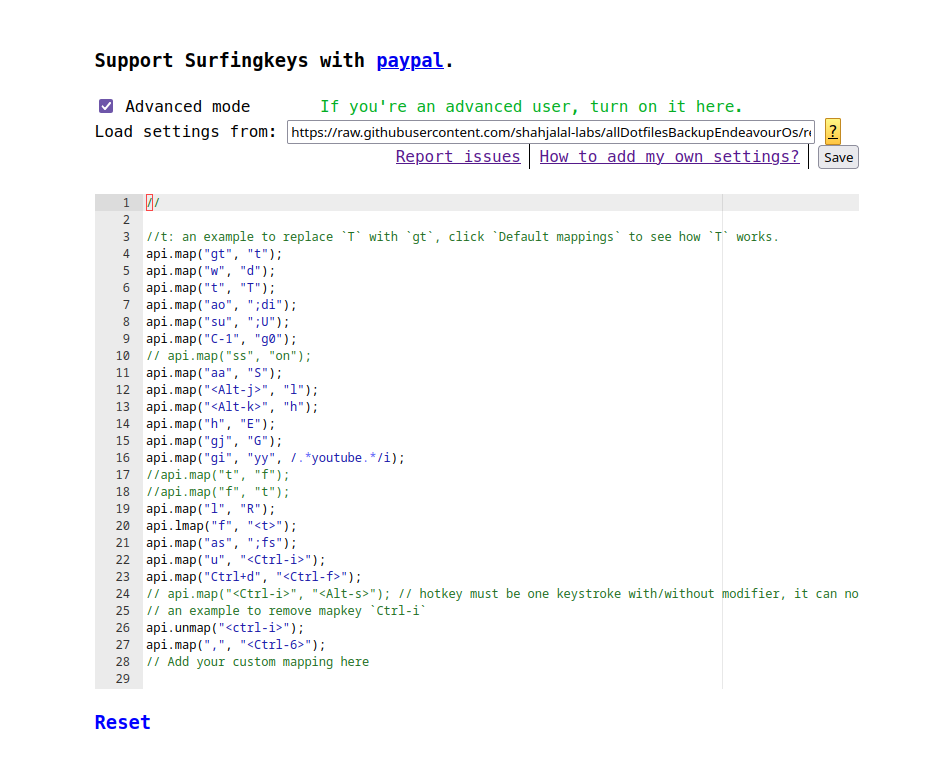 Support Surfingkeys with paypal.
Advanced mode If you're an advanced user, turn on it here.
Load settings from: https://raw.githubusercontent.com/shahjalal-labs/allDotfilesBackupEndeavourOs/re ?
Report issues How to add my own settings? Save
1 //
2
3 //t: an example to replace `T` with `gt`, click `Default mappings` to see how `T` works.
4 api.map("gt", "t");
5 api.map("w", "d");
6 api.map("t", "T");
7 api.map("ao", ";di");
8 api.map("su", ";U");
9 api.map("C-1", "g0");
10 // api.map("ss", "on");
11 api.map("aa", "S");
12 api.map("<Alt-j>", "l");
13 api.map("<Alt-k>", "h");
14 api.map("h", "E");
15 api.map("gj", "G");
16 api.map("gi", "yy", /.*youtube.*/i);
17 //api.map("t", "f");
18 //api.map("f", "t");
19 api.map("l", "R");
20 api.lmap("f", "<t>");
21 api.map("as", ";fs");
22 api.map("u", "<Ctrl-i>");
23 api.map("Ctrl+d", "<Ctrl-f>");
24 // api.map("<Ctrl-i>", "<Alt-s>"); // hotkey must be one keystroke with/without modifier, it can no
25 // an example to remove mapkey `Ctrl-i`
26 api.unmap("<ctrl-i>");
27 api.map(",", "<Ctrl-6>");
28 // Add your custom mapping here
29
Reset